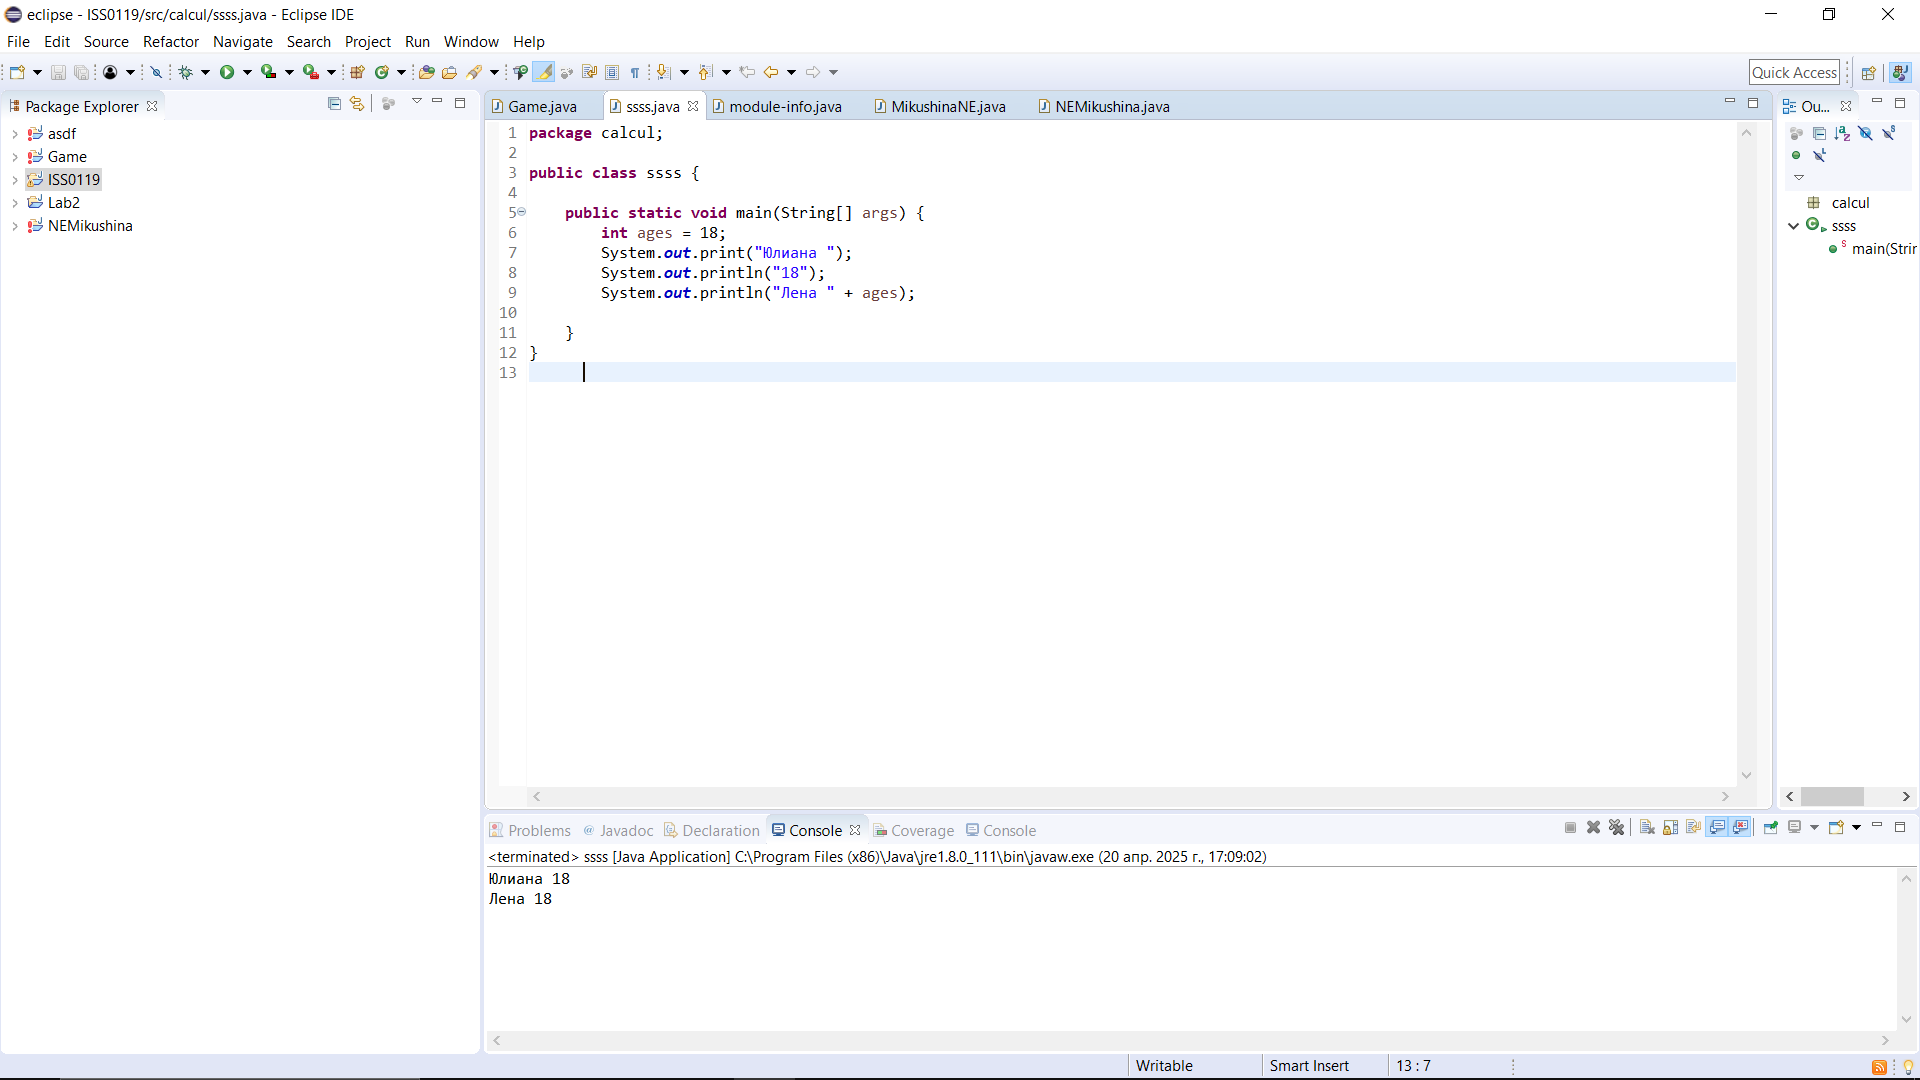 eclipse - ISS0119/src/calcul/ssss.java - Eclipse IDE
File Edit Source Refactor Navigate Search Project Run Window Help
Quick Access
Package Explorer
asdf
Game
ISS0119
Lab2
NEMikushina
Game.java ssss.java module-info.java MikushinaNE.java NEMikushina.java
1 package calcul;
2
3 public class ssss {
4
5 public static void main(String[] args) {
6 int ages = 18;
7 System.out.print("Юлиана ");
8 System.out.println("18");
9 System.out.println("Лена " + ages);
10
11 }
12 }
13
Ou...
calcul
ssss
main(Strir
Problems Javadoc Declaration Console Coverage Console
<terminated> ssss [Java Application] C:\Program Files (x86)\Java\jre1.8.0_111\bin\javaw.exe (20 апр. 2025 г., 17:09:02)
Юлиана 18
Лена 18
Writable Smart Insert 13 : 7